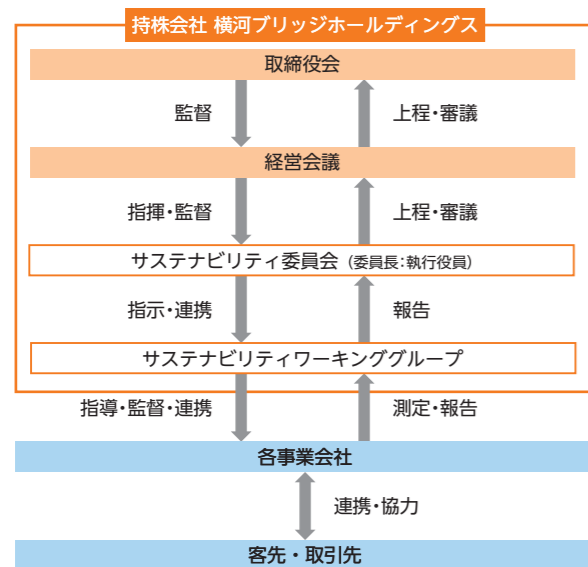 持株会社 横河ブリッジホールディングス
取締役会
監督
上程・審議
経営会議
指揮・監督
上程・審議
サステナビリティ委員会（委員長：執行役員）
指示・連携
報告
サステナビリティワーキンググループ
指導・監督・連携
測定・報告
各事業会社
連携・協力
客先・取引先